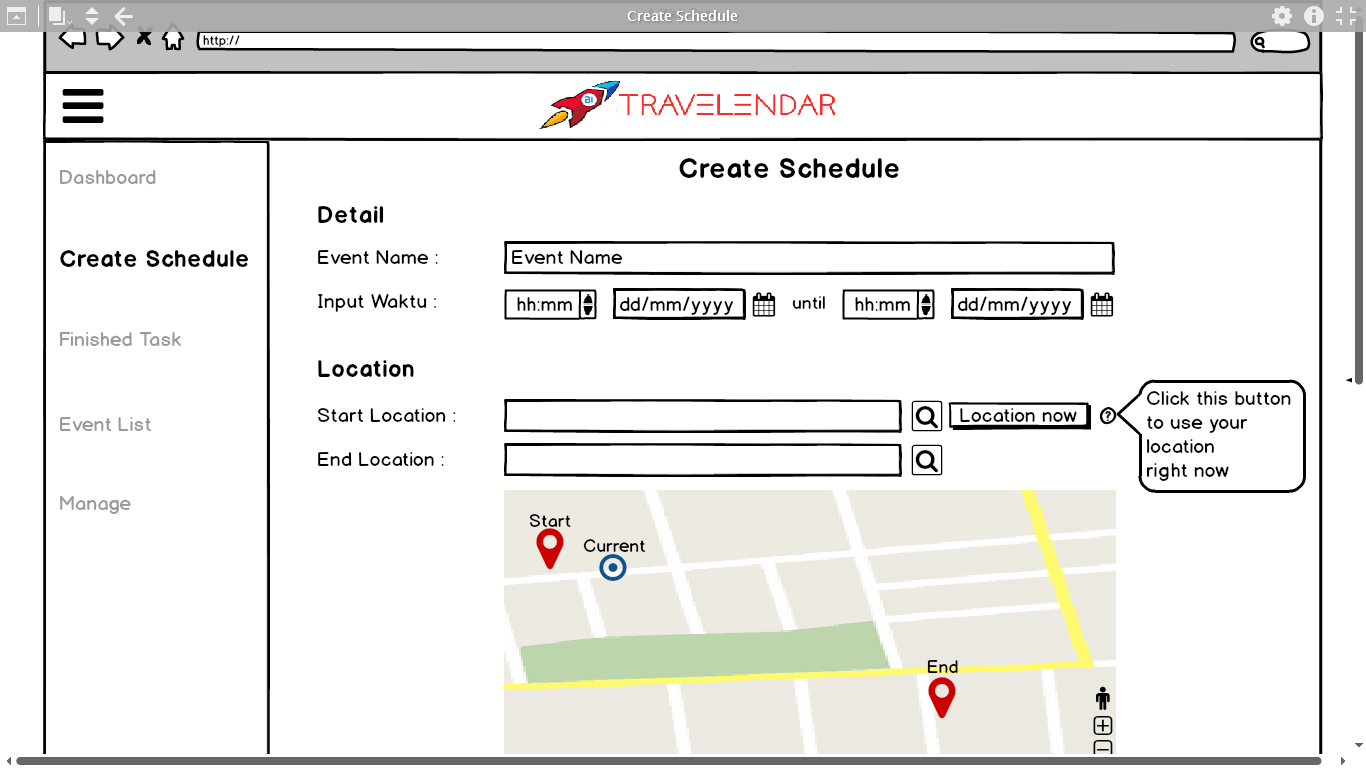 Create Schedule
http://
ai TRAVELENDAR
Dashboard
Create Schedule
Finished Task
Event List
Manage
Create Schedule
Detail
Event Name : Event Name
Input Waktu : hh:mm dd/mm/yyyy until hh:mm dd/mm/yyyy
Location
Start Location : Location now ?
Click this button
to use your
location
right now
End Location :
Start
Current
End